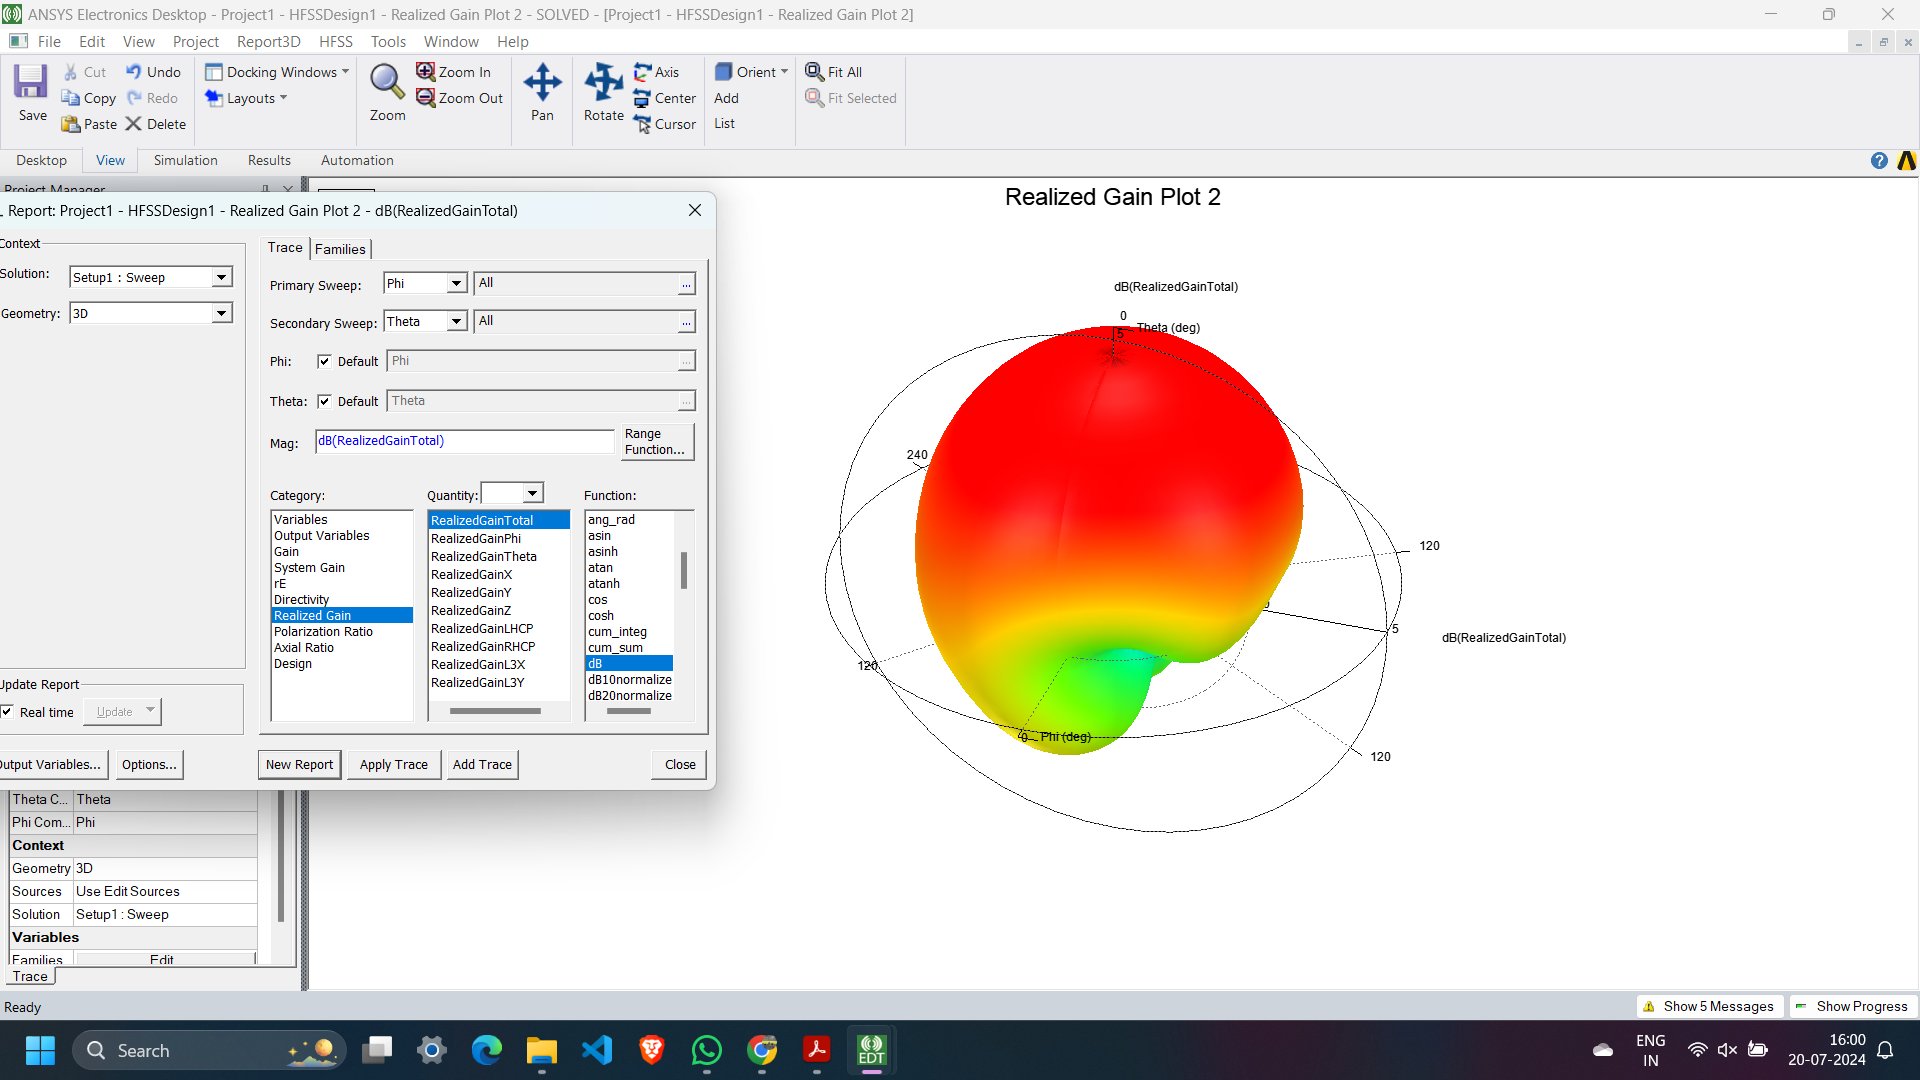 ANSYS Electronics Desktop - Project1 - HFSSDesign1 - Realized Gain Plot 2 - SOLVED - [Project1 - HFSSDesign1 - Realized Gain Plot 2]
File Edit View Project Report3D HFSS Tools Window Help
Save
Cut
Copy
Paste
Undo
Redo
Delete
Docking Windows
Layouts
Zoom
Zoom In
Zoom Out
Pan
Rotate
Axis
Center
Cursor
Orient
Add
List
Fit All
Fit Selected
Desktop View Simulation Results Automation
Project Manager
Report: Project1 - HFSSDesign1 - Realized Gain Plot 2 - dB(RealizedGainTotal)
Context
Solution: Setup1 : Sweep
Geometry: 3D
Update Report
Real time Update
Output Variables... Options...
Trace Families
Primary Sweep: Phi All ...
Secondary Sweep: Theta All ...
Phi: Default Phi ...
Theta: Default Theta ...
Mag: dB(RealizedGainTotal)
Range
Function...
Category:
Variables
Output Variables
Gain
System Gain
rE
Directivity
Realized Gain
Polarization Ratio
Axial Ratio
Design
Quantity:
RealizedGainTotal
RealizedGainPhi
RealizedGainTheta
RealizedGainX
RealizedGainY
RealizedGainZ
RealizedGainLHCP
RealizedGainRHCP
RealizedGainL3X
RealizedGainL3Y
Function:
ang_rad
asin
asinh
atan
atanh
cos
cosh
cum_integ
cum_sum
dB
dB10normalize
dB20normalize
New Report Apply Trace Add Trace Close
Theta C... Theta
Phi Com... Phi
Context
Geometry 3D
Sources Use Edit Sources
Solution Setup1 : Sweep
Variables
Families Edit
Trace
Realized Gain Plot 2
dB(RealizedGainTotal)
0
Theta (deg)
5
240
120
5
dB(RealizedGainTotal)
120
0 Phi (deg)
120
Ready
Show 5 Messages
Show Progress
Search
EDT
ENG
IN
16:00
20-07-2024